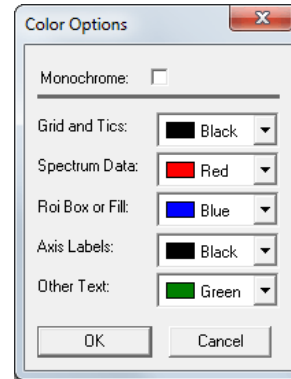 Color Options
Monochrome:
Grid and Tics: Black
Spectrum Data: Red
Roi Box or Fill: Blue
Axis Labels: Black
Other Text: Green
OK Cancel